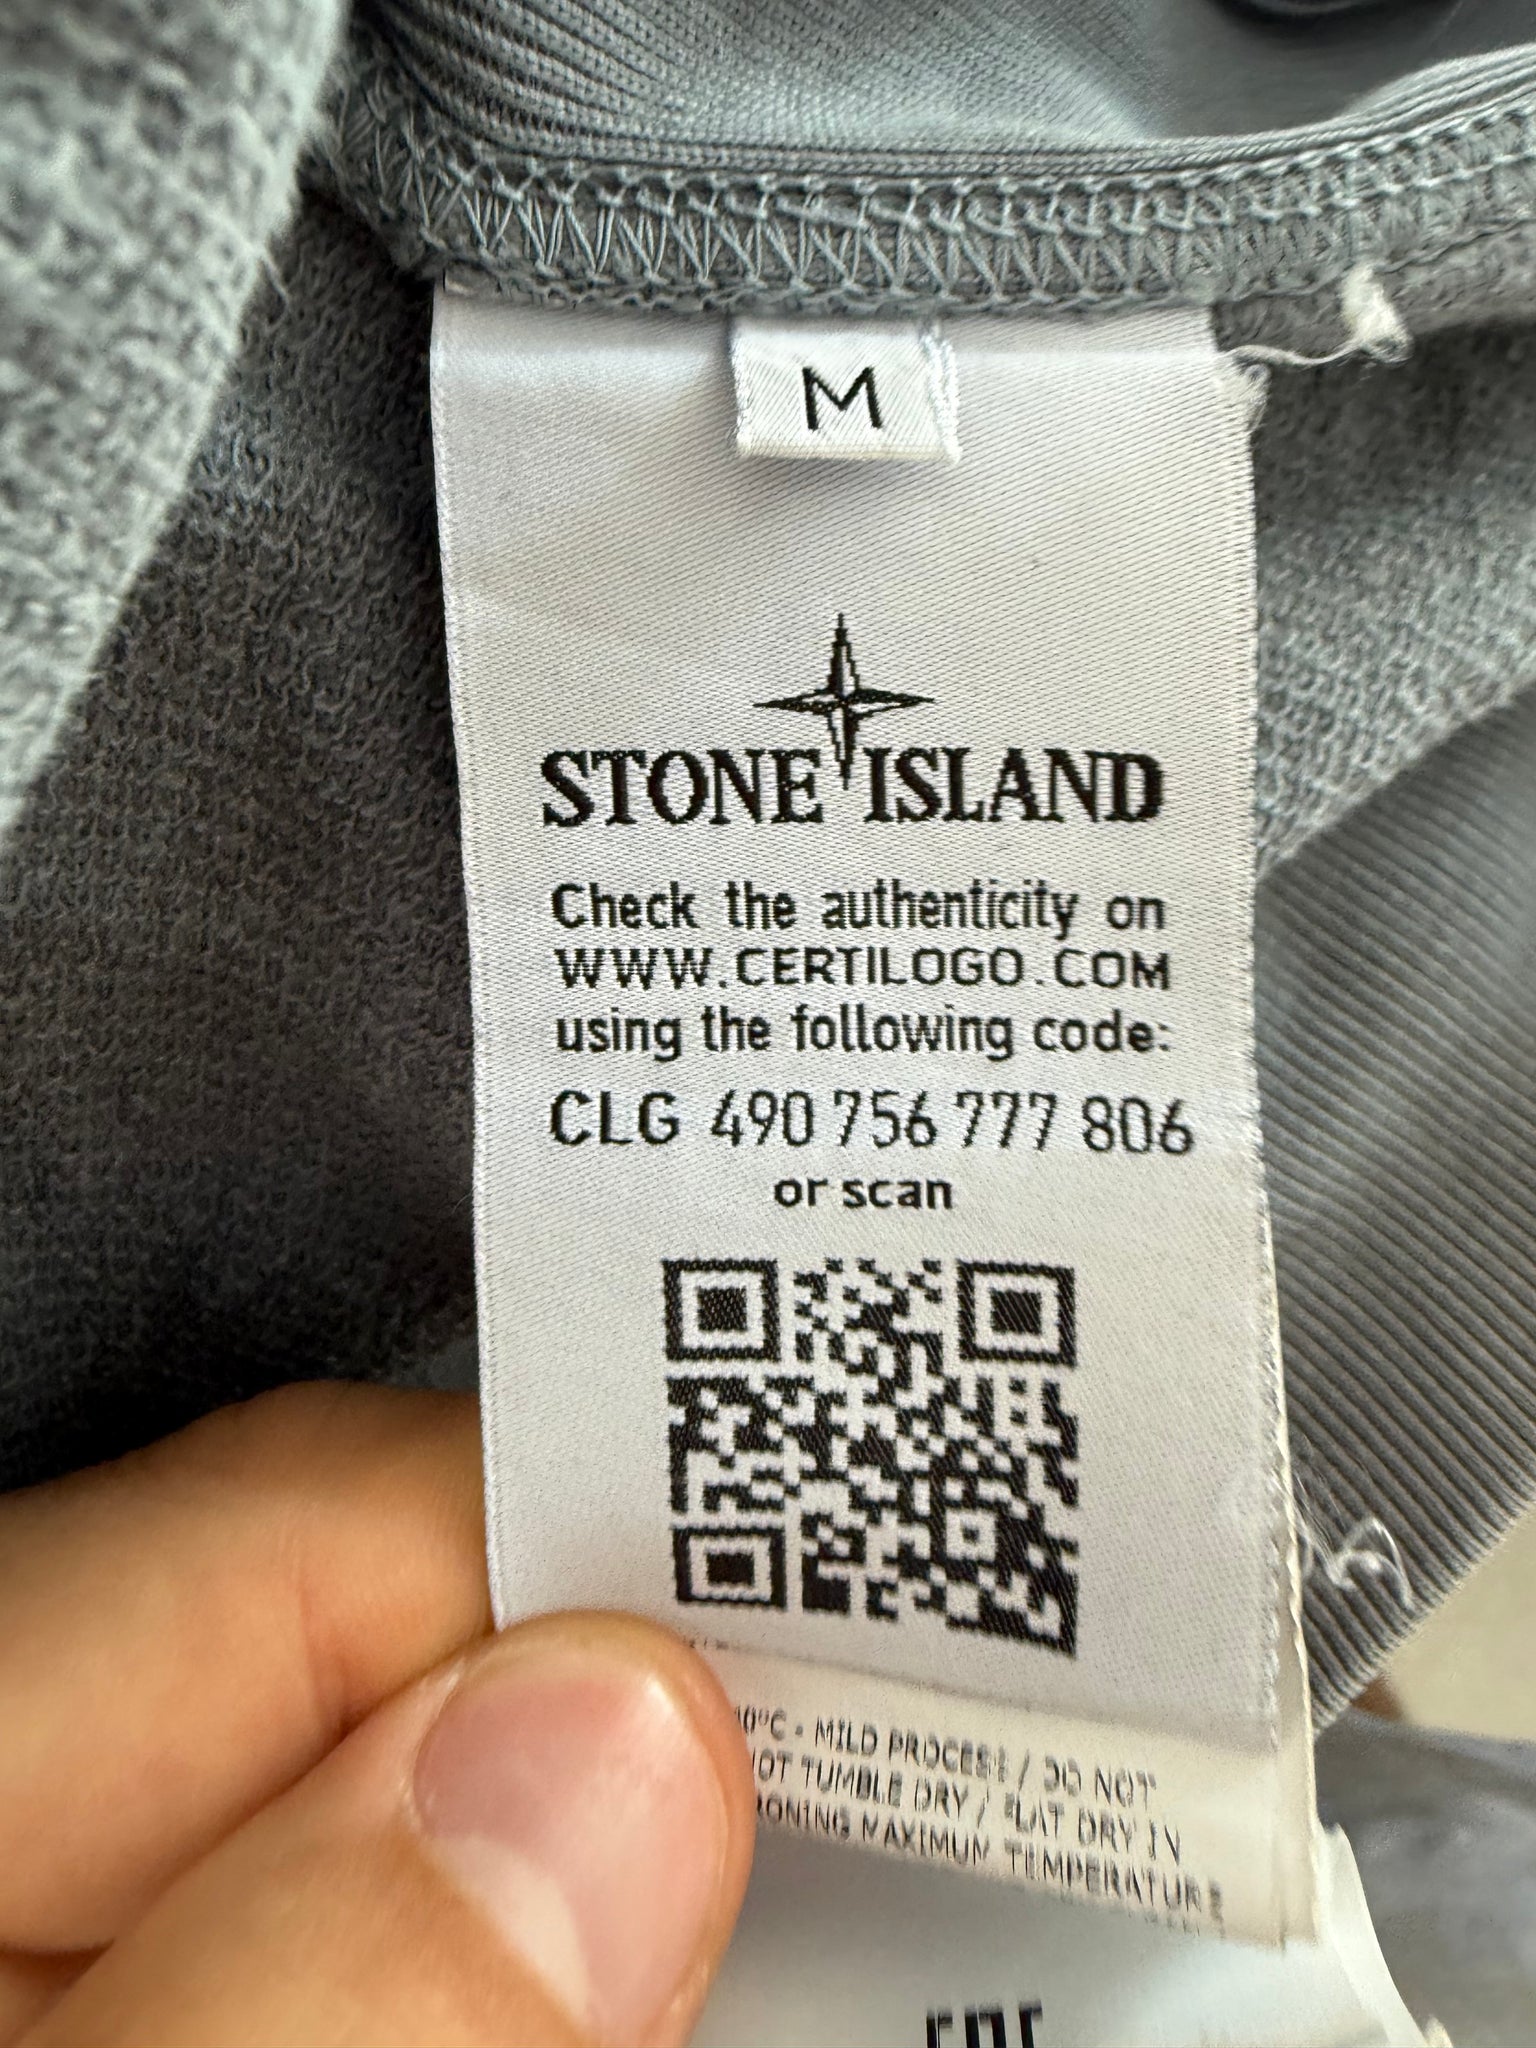 M
STONE ISLAND
Check the authenticity on
WWW.CERTILOGO.COM
using the following code:
CLG 490 756 777 806
or scan
MILD PROCESS / DO NOT
TUMBLE DRY / FLAT DRY IN
MAXIMUM TEMPERATURE